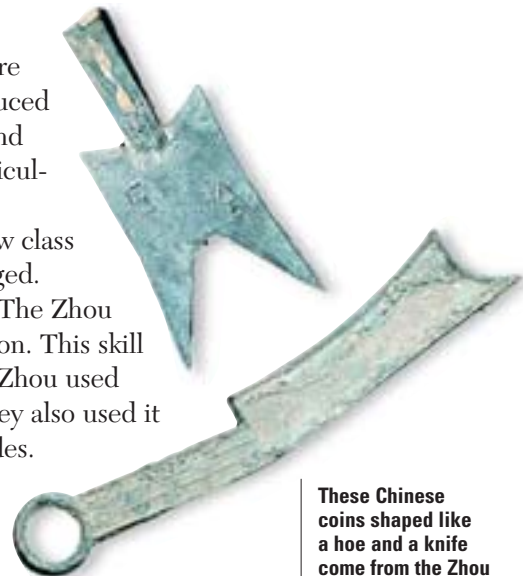 re
uced
nd
icul-
w class
ged.
The Zhou
on. This skill
Zhou used
ey also used it
les.
These Chinese
coins shaped like
a hoe and a knife
come from the Zhou